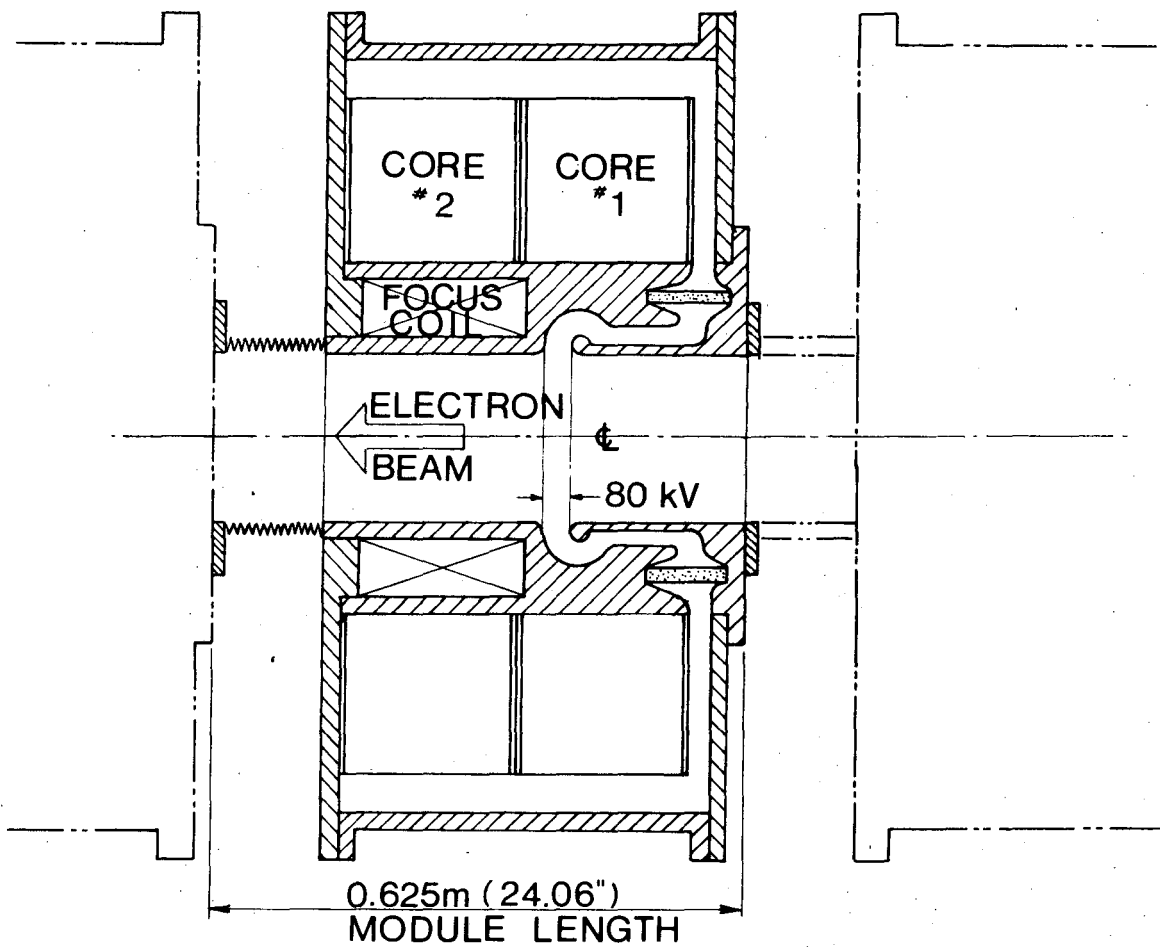 CORE
#2
CORE
#1
FOCUS
COIL
ELECTRON
BEAM
℄
80 kV
0.625m (24.06")
MODULE LENGTH